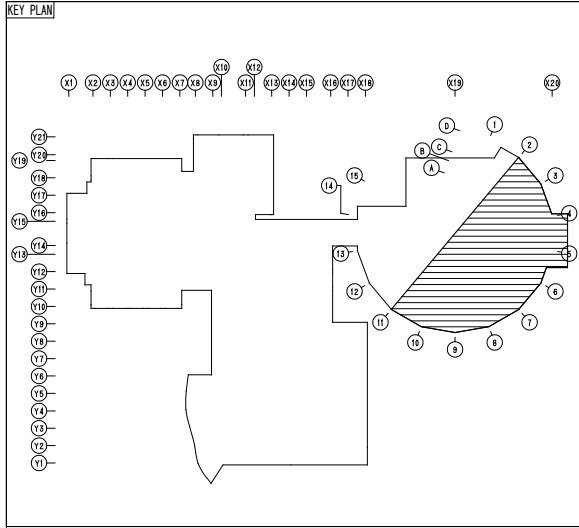 KEY PLAN
X10 X12
X1 X2 X3 X4 X5 X6 X7 X8 X9 X11 X13 X14 X15 X16 X17 X18 X19 X20
D 1
Y21
C 2
B
Y20
Y19
A
Y18 15 3
14
Y17
Y16 4
Y15
Y14
13 5
Y13
Y12
Y11 12 6
Y10
Y9 11 7
Y8 10 8
9
Y7
Y6
Y5
Y4
Y3
Y2
Y1